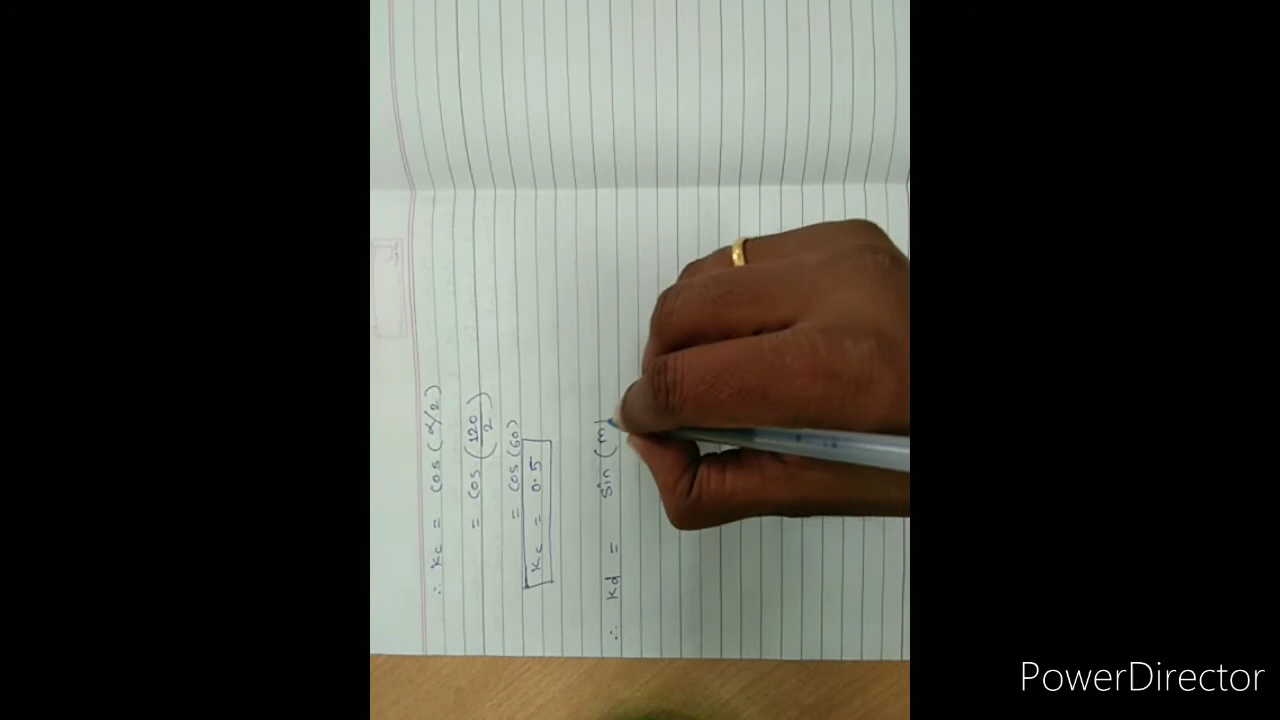 ∴ Kc = cos(α/2)
= cos(120/2)
= cos(60)
Kc = 0.5
∴ Kd = sin(m
PowerDirector